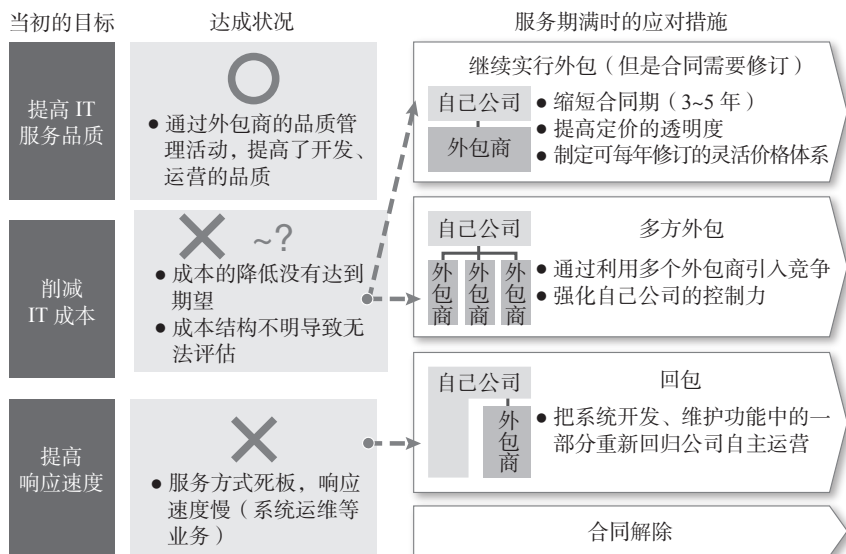 当初的目标
达成状况
服务期满时的应对措施
提高 IT
服务品质
● 通过外包商的品质管
理活动，提高了开发、
运营的品质
继续实行外包（但是合同需要修订）
自己公司
外包商
● 缩短合同期（3~5 年）
● 提高定价的透明度
● 制定可每年修订的灵活价格体系
削减
IT 成本
~?
● 成本的降低没有达到
期望
● 成本结构不明导致无
法评估
多方外包
自己公司
外包商
外包商
外包商
● 通过利用多个外包商引入竞争
● 强化自己公司的控制力
提高
响应速度
● 服务方式死板，响应
速度慢（系统运维等
业务）
回包
自己公司
外包商
● 把系统开发、维护功能中的一
部分重新回归公司自主运营
合同解除